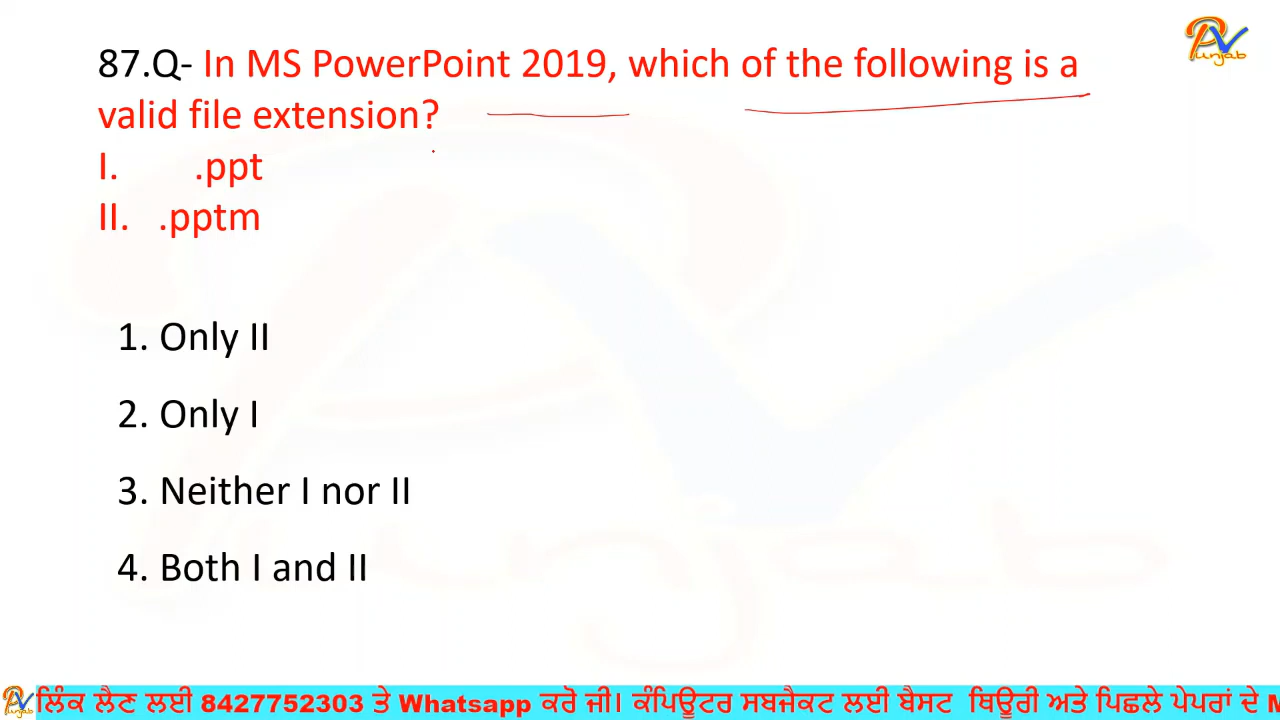 87.Q- In MS PowerPoint 2019, which of the following is a
valid file extension?
I. .ppt
II. .pptm
1. Only II
2. Only I
3. Neither I nor II
4. Both I and II
Punjab
ਲਿੰਕ ਲੈਣ ਲਈ 8427752303 ਤੇ Whatsapp ਕਰੋ ਜੀ। ਕੰਪਿਊਟਰ ਸਬਜੈਕਟ ਲਈ ਬੈਸਟ ਥਿਊਰੀ ਅਤੇ ਪਿਛਲੇ ਪੇਪਰਾਂ ਦੇ M